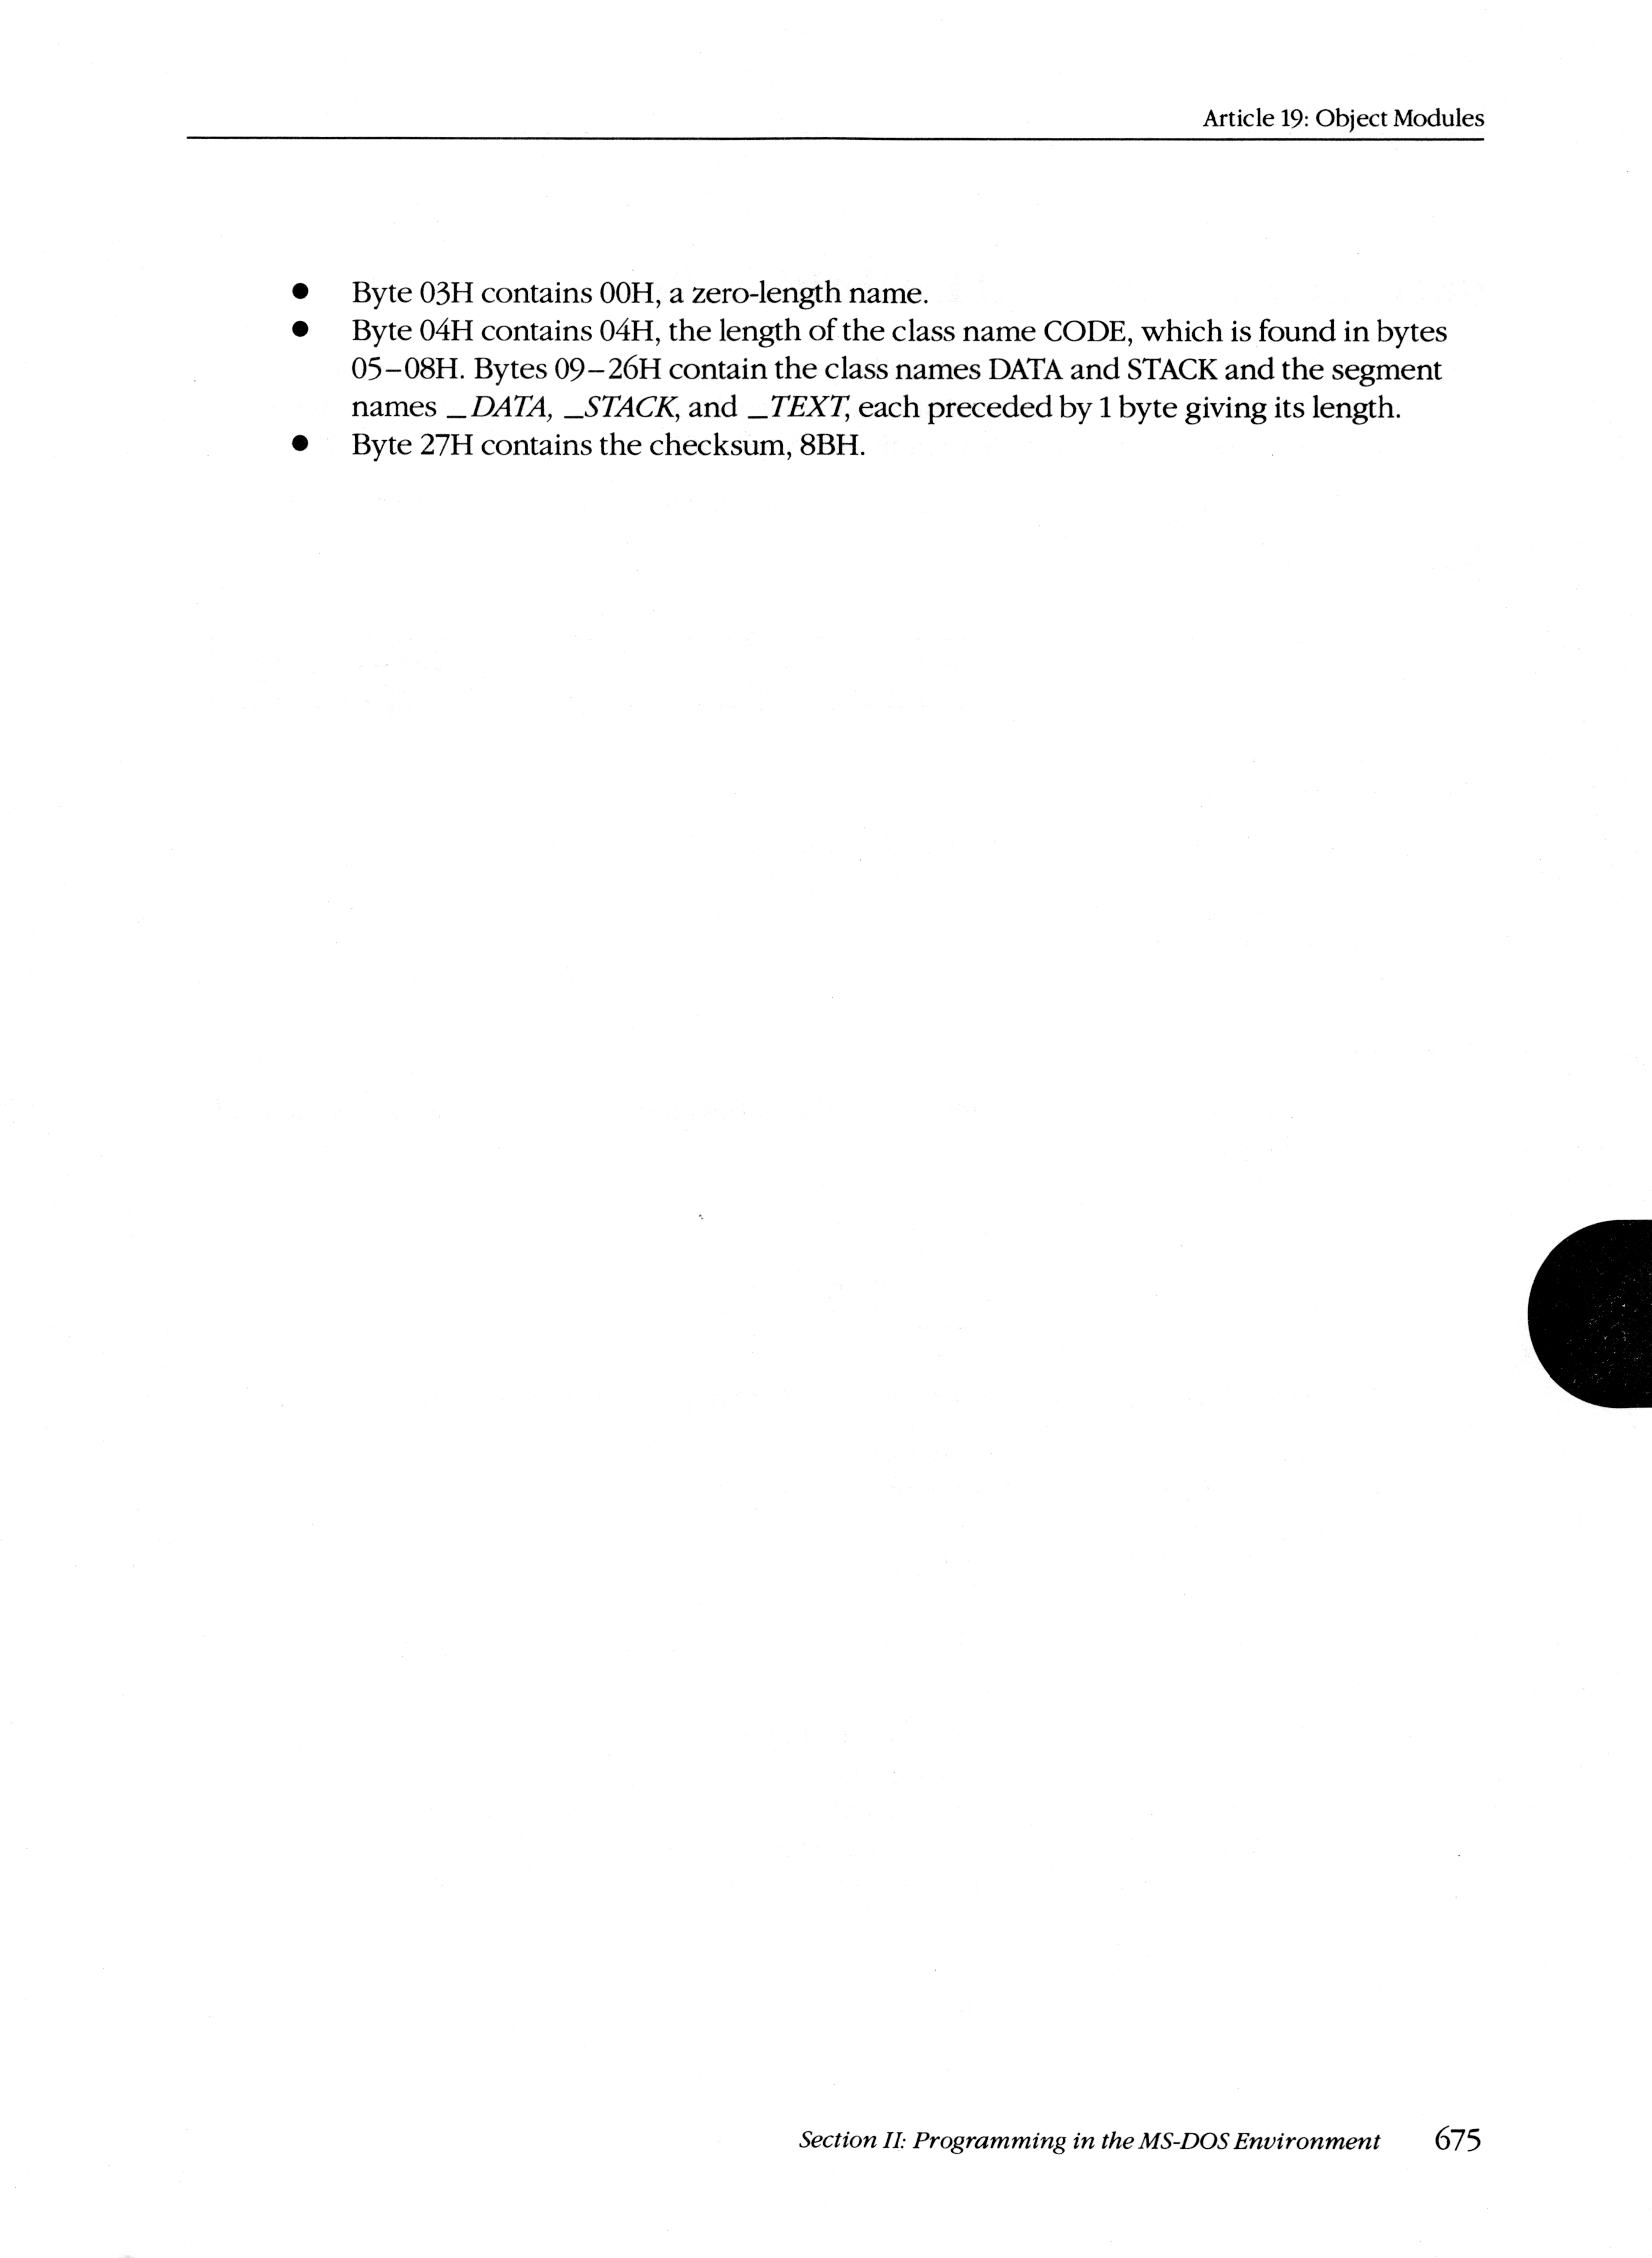 Article 19: Object Modules
● Byte 03H contains 00H, a zero-length name.
● Byte 04H contains 04H, the length of the class name CODE, which is found in bytes
05–08H. Bytes 09–26H contain the class names DATA and STACK and the segment
names _DATA, _STACK, and _TEXT, each preceded by 1 byte giving its length.
● Byte 27H contains the checksum, 8BH.
Section II: Programming in the MS-DOS Environment 675